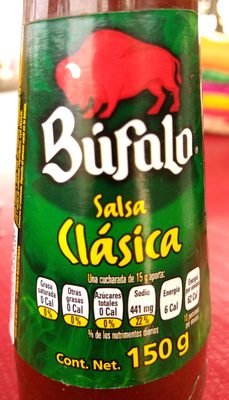 Búfalo®
Salsa
Clásica
Una cucharada de 15 g aporta:
Grasa saturada 0 Cal 0 %
Otras grasas 0 Cal 0 %
Azúcares totales 0 Cal 0 %
Sodio 441 mg 22 %
Energía 6 Cal
Energía
% de los nutrimentos diarios
Cont. Net. 150 g